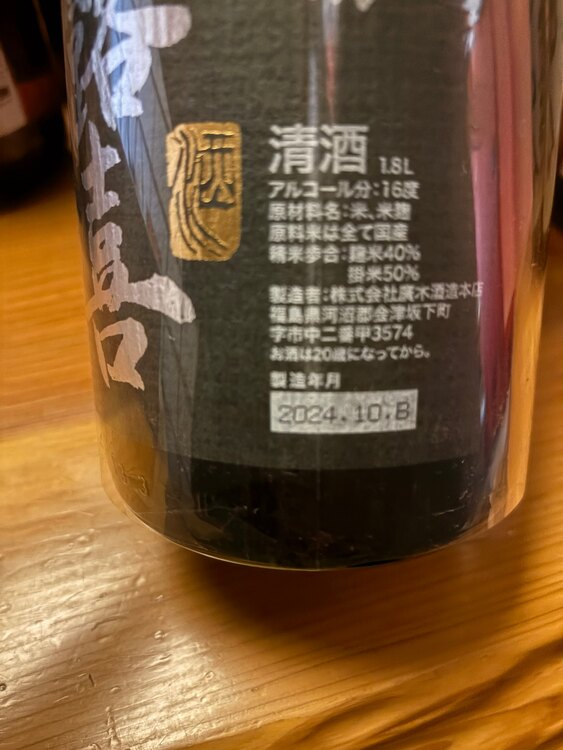 喜
酒
清酒 1.8L
アルコール分：16度
原材料名：米、米麹
原料米は全て国産
精米歩合：麹米40%
掛米50%
製造者：株式会社廣木酒造本店
福島県河沼郡会津坂下町
字市中二番甲3574
お酒は20歳になってから。
製造年月
2024.10.B